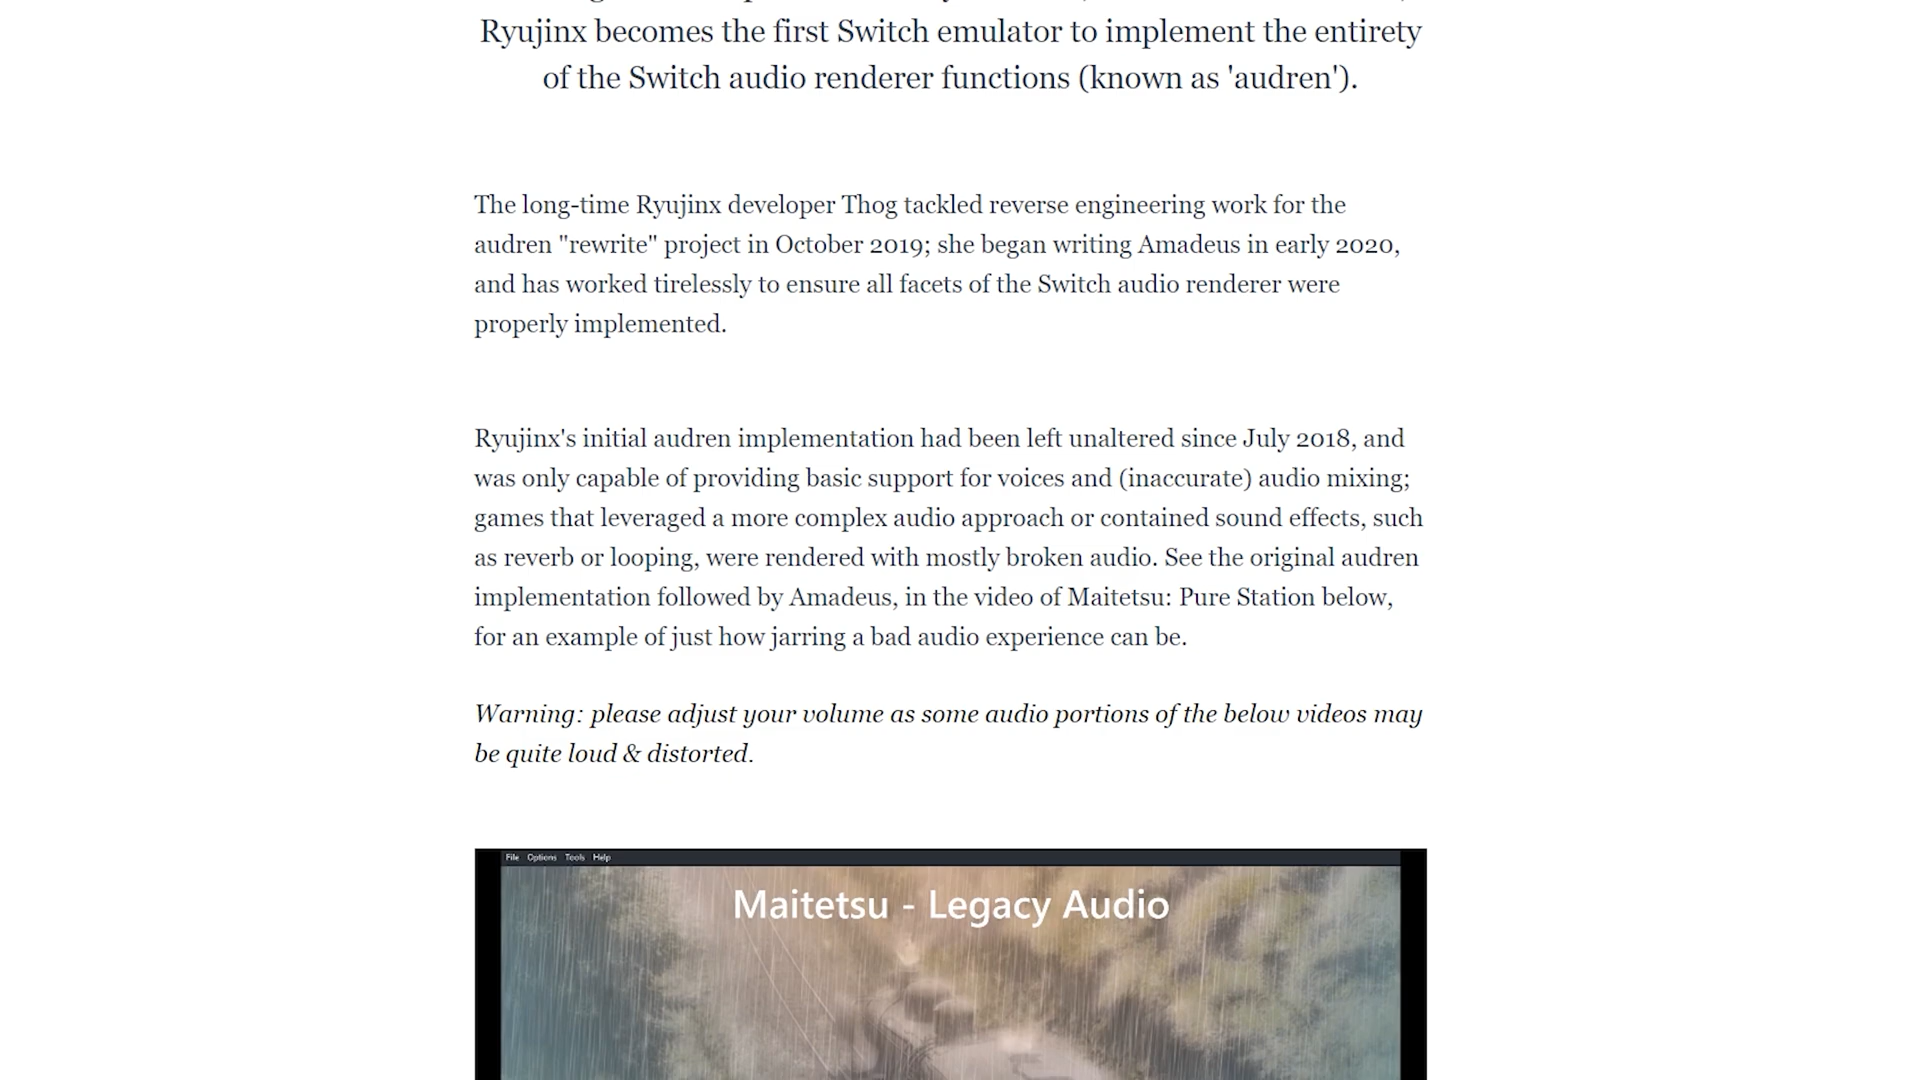 Ryujinx becomes the first Switch emulator to implement the entirety
of the Switch audio renderer functions (known as 'audren').
The long-time Ryujinx developer Thog tackled reverse engineering work for the
audren "rewrite" project in October 2019; she began writing Amadeus in early 2020,
and has worked tirelessly to ensure all facets of the Switch audio renderer were
properly implemented.
Ryujinx's initial audren implementation had been left unaltered since July 2018, and
was only capable of providing basic support for voices and (inaccurate) audio mixing;
games that leveraged a more complex audio approach or contained sound effects, such
as reverb or looping, were rendered with mostly broken audio. See the original audren
implementation followed by Amadeus, in the video of Maitetsu: Pure Station below,
for an example of just how jarring a bad audio experience can be.
Warning: please adjust your volume as some audio portions of the below videos may
be quite loud & distorted.
File Options Tools Help
Maitetsu - Legacy Audio